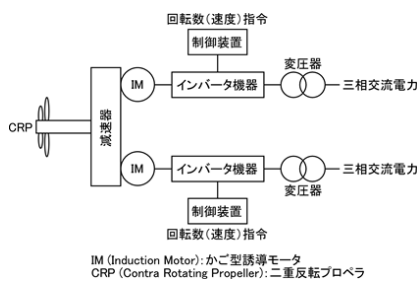 回転数(速度)指令
制御装置
変圧器
IM
インバータ機器
三相交流電力
CRP
減速器
IM
インバータ機器
三相交流電力
変圧器
制御装置
回転数(速度)指令
IM (Induction Motor):かご型誘導モータ
CRP (Contra Rotating Propeller):二重反転プロペラ